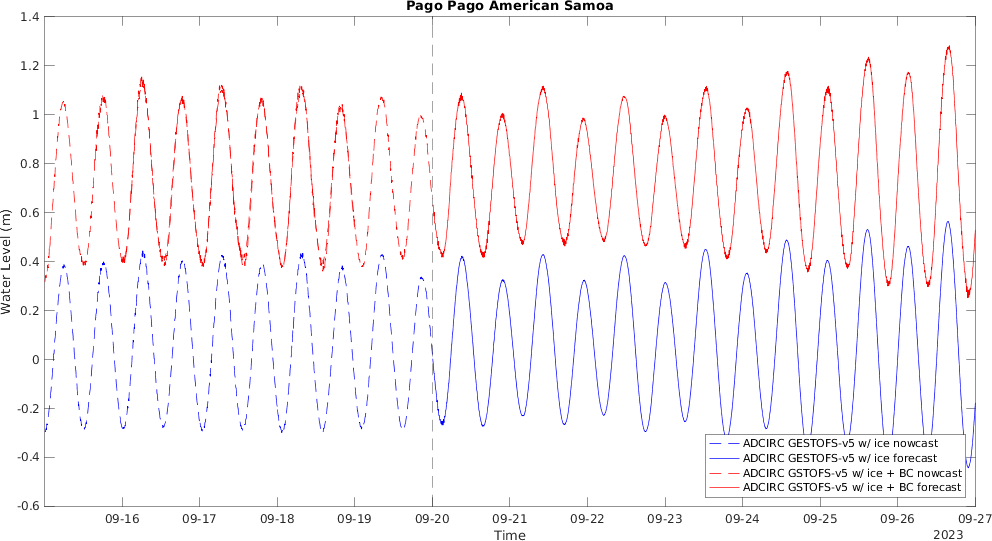 Pago Pago American Samoa
1.4
1.2
1
0.8
0.6
0.4
0.2
0
-0.2
-0.4
-0.6
Water Level (m)
ADCIRC GESTOFS-v5 w/ ice nowcast
ADCIRC GESTOFS-v5 w/ ice forecast
ADCIRC GSTOFS-v5 w/ ice + BC nowcast
ADCIRC GSTOFS-v5 w/ ice + BC forecast
09-16 09-17 09-18 09-19 09-20 09-21 09-22 09-23 09-24 09-25 09-26 09-27
Time
2023